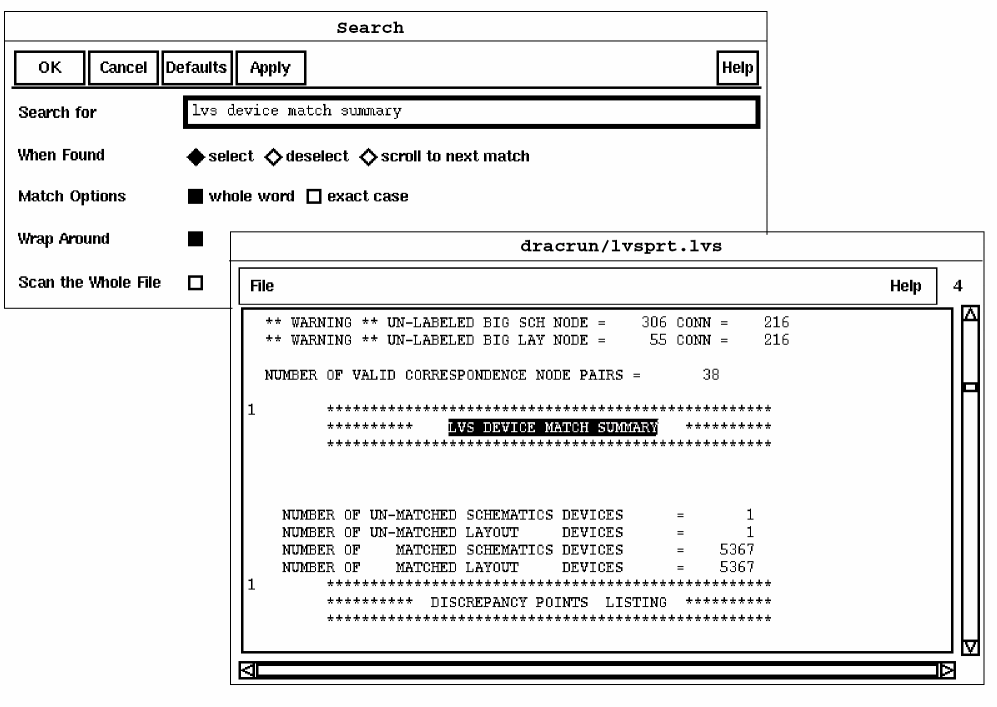 Search
OK Cancel Defaults Apply Help
Search for lvs device match summary
When Found select deselect scroll to next match
Match Options whole word exact case
Wrap Around
Scan the Whole File
dracrun/lvsprt.lvs
File Help 4
** WARNING ** UN-LABELED BIG SCH NODE = 306 CONN = 216
** WARNING ** UN-LABELED BIG LAY NODE = 55 CONN = 216
NUMBER OF VALID CORRESPONDENCE NODE PAIRS = 38
1 ***************************************************
********** LVS DEVICE MATCH SUMMARY **********
***************************************************
NUMBER OF UN-MATCHED SCHEMATICS DEVICES = 1
NUMBER OF UN-MATCHED LAYOUT DEVICES = 1
NUMBER OF MATCHED SCHEMATICS DEVICES = 5367
NUMBER OF MATCHED LAYOUT DEVICES = 5367
1 ***************************************************
********** DISCREPANCY POINTS LISTING **********
***************************************************